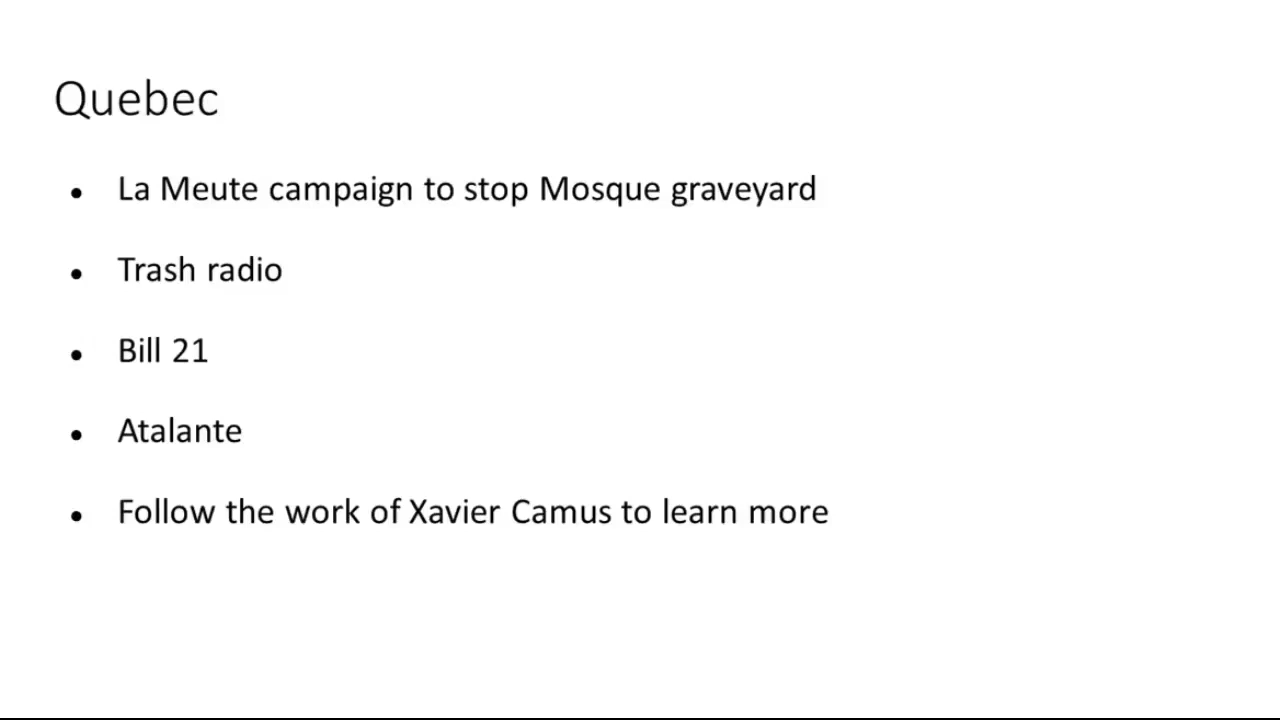 Quebec
• La Meute campaign to stop Mosque graveyard
• Trash radio
• Bill 21
• Atalante
• Follow the work of Xavier Camus to learn more